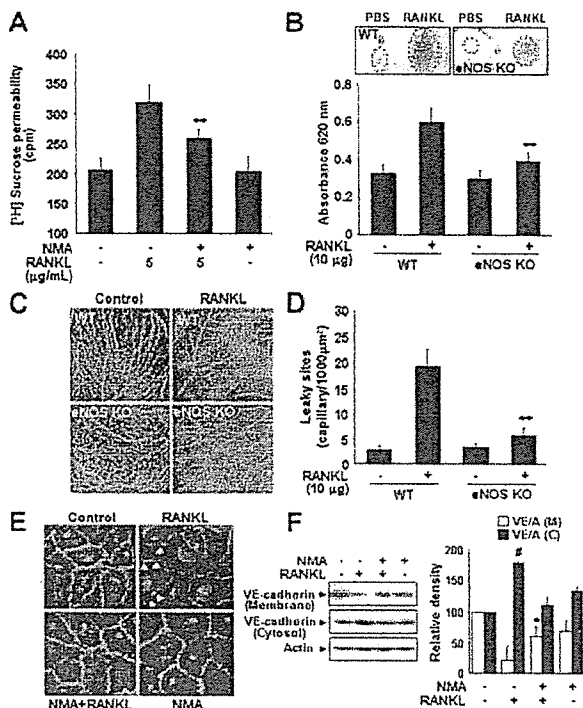 A
[³H] Sucrose permeability
(cpm)
400
350
300
250
200
150
100
**
NMA - - + +
RANKL - 5 5 -
(µg/mL)
B
PBS RANKL PBS RANKL
WT
eNOS KO
Absorbance 620 nm
0.8
0.6
0.4
0.2
0
**
RANKL - + - +
(10 µg)
WT eNOS KO
C
Control RANKL
WT
eNOS KO eNOS KO
D
Leaky sites
(capillary/1000µm²)
30
25
20
15
10
5
0
**
RANKL - + - +
(10 µg)
WT eNOS KO
E
Control RANKL
NMA+RANKL NMA
F
NMA - - + +
RANKL - + + -
VE-cadherin
(Membrane)
VE-cadherin
(Cytosol)
Actin
VE/A (M)
VE/A (C)
Relative density
200
150
100
50
0
#
*
NMA - - + +
RANKL - + + -